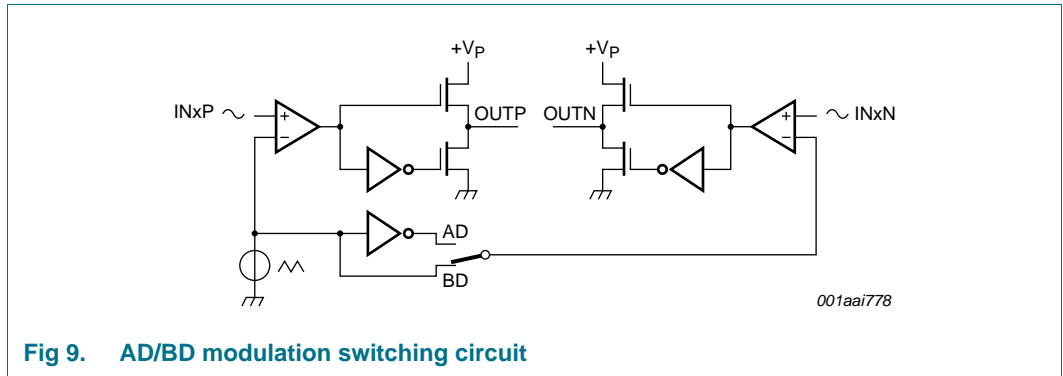 +VP +VP
INxP + OUTP OUTN + INxN
− −
AD
BD
001aai778
Fig 9. AD/BD modulation switching circuit